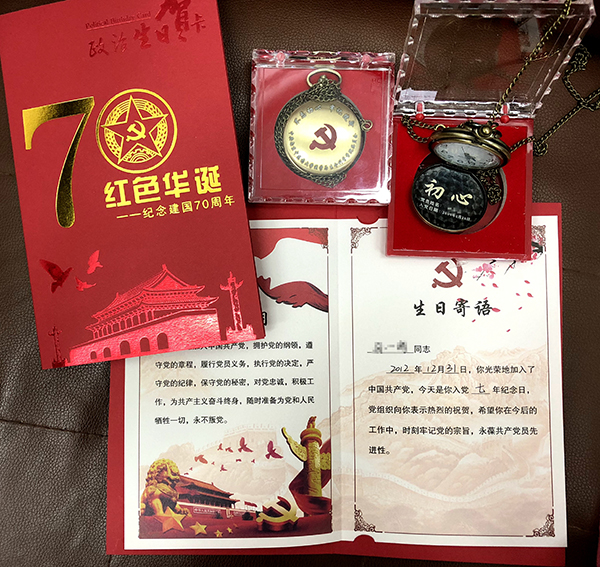 Political Birthday Card
政治生日贺卡
70
红色华诞
——纪念建国70周年
初心
入中国共产党，拥护党的纲领，遵
守党的章程，履行党员义务，执行党的决定，严
守党的纪律，保守党的秘密，对党忠诚，积极工
作，为共产主义奋斗终身，随时准备为党和人民
牺牲一切，永不叛党。
生日寄语
同志
2012 年 12 月 31 日，你光荣地加入了
中国共产党，今天是你入党 七 年纪念日，
党组织向你表示热烈的祝贺，希望你在今后的
工作中，时刻牢记党的宗旨，永葆共产党员先
进性。